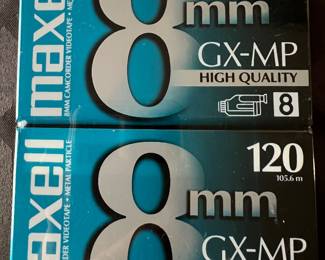 maxell
8MM CAMCORDER VIDEOTAPE • METAL PARTICLE
8mm
GX-MP
HIGH QUALITY
8
maxell
VIDEOTAPE • METAL PARTICLE
120
105.6 m
8mm
GX-MP